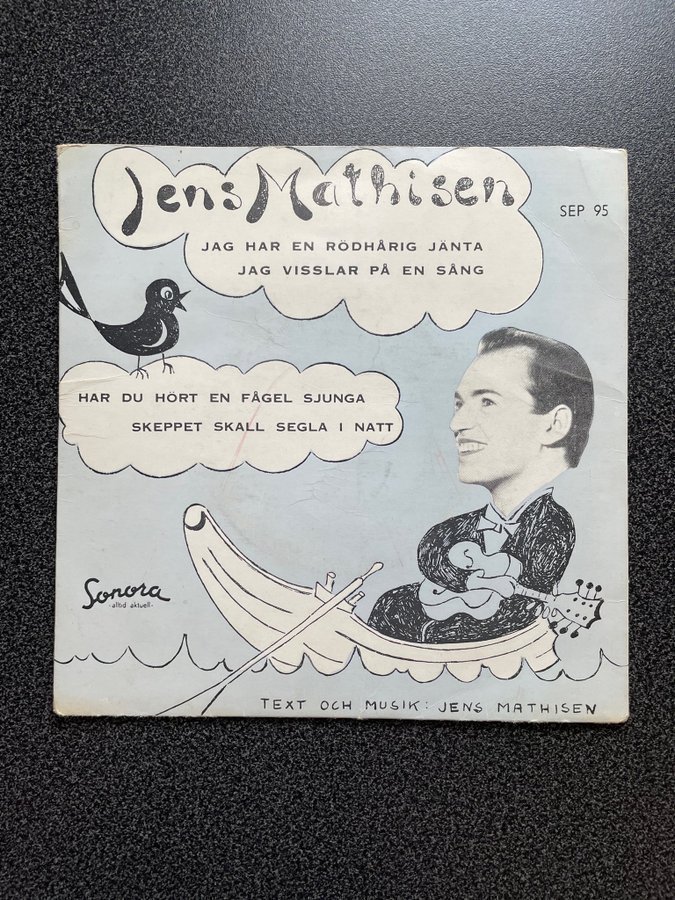 Jens Mathisen
SEP 95
JAG HAR EN RÖDHÅRIG JÄNTA
JAG VISSLAR PÅ EN SÅNG
HAR DU HÖRT EN FÅGEL SJUNGA
SKEPPET SKALL SEGLA I NATT
Sonora
-alltid aktuell-
TEXT OCH MUSIK: JENS MATHISEN